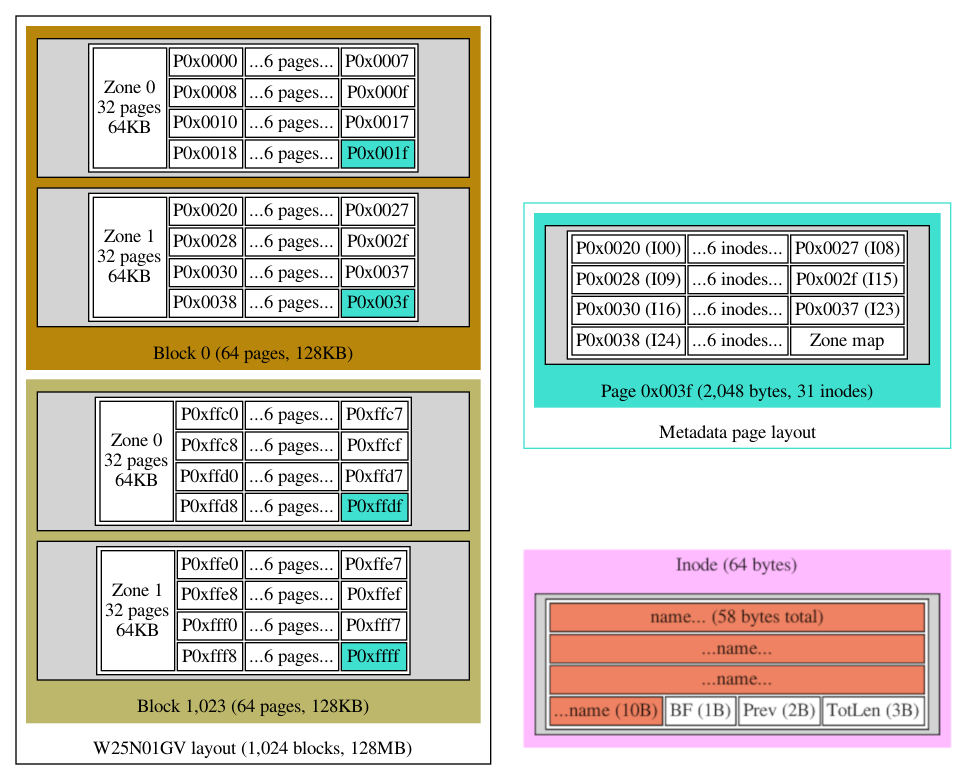 Zone 0
32 pages
64KB
P0x0000 ...6 pages... P0x0007
P0x0008 ...6 pages... P0x000f
P0x0010 ...6 pages... P0x0017
P0x0018 ...6 pages... P0x001f
Zone 1
32 pages
64KB
P0x0020 ...6 pages... P0x0027
P0x0028 ...6 pages... P0x002f
P0x0030 ...6 pages... P0x0037
P0x0038 ...6 pages... P0x003f
Block 0 (64 pages, 128KB)
Zone 0
32 pages
64KB
P0xffc0 ...6 pages... P0xffc7
P0xffc8 ...6 pages... P0xffcf
P0xffd0 ...6 pages... P0xffd7
P0xffd8 ...6 pages... P0xffdf
Zone 1
32 pages
64KB
P0xffe0 ...6 pages... P0xffe7
P0xffe8 ...6 pages... P0xffef
P0xfff0 ...6 pages... P0xfff7
P0xfff8 ...6 pages... P0xffff
Block 1,023 (64 pages, 128KB)
W25N01GV layout (1,024 blocks, 128MB)
P0x0020 (I00) ...6 inodes... P0x0027 (I08)
P0x0028 (I09) ...6 inodes... P0x002f (I15)
P0x0030 (I16) ...6 inodes... P0x0037 (I23)
P0x0038 (I24) ...6 inodes... Zone map
Page 0x003f (2,048 bytes, 31 inodes)
Metadata page layout
Inode (64 bytes)
name... (58 bytes total)
...name...
...name...
...name (10B) BF (1B) Prev (2B) TotLen (3B)